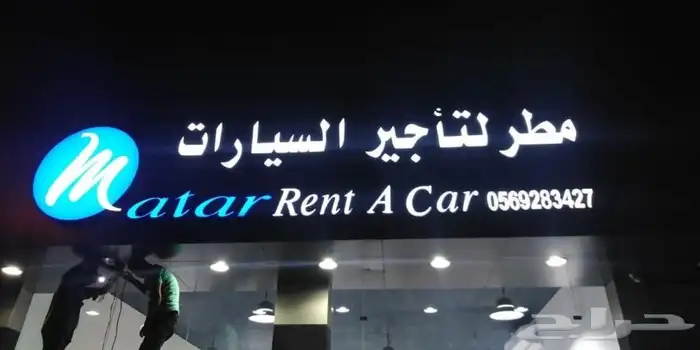 مطر لتأجير السيارات
Matar Rent A Car 0569283427
حراج